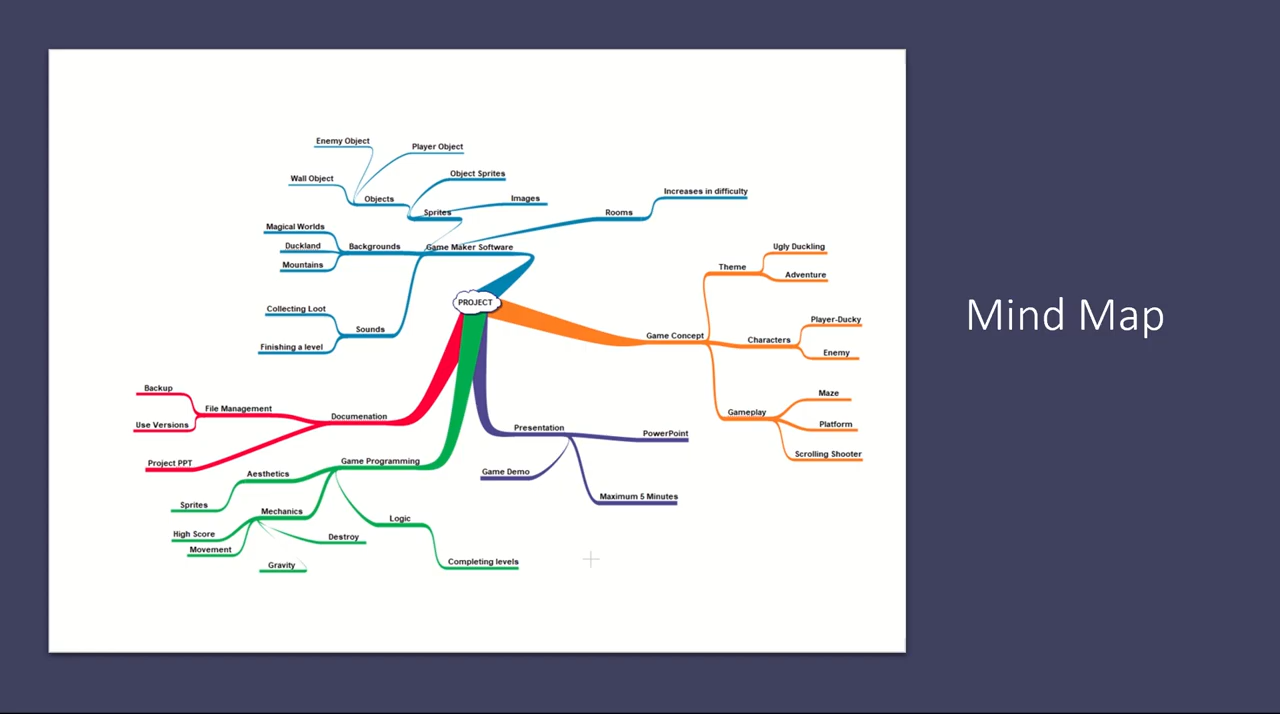 Enemy Object
Player Object
Wall Object
Object Sprites
Objects
Images
Sprites
Rooms
Increases in difficulty
Magical Worlds
Duckland
Mountains
Backgrounds
Game Maker Software
Collecting Loot
Finishing a level
Sounds
PROJECT
Game Concept
Theme
Ugly Duckling
Adventure
Characters
Player-Ducky
Enemy
Gameplay
Maze
Platform
Scrolling Shooter
Backup
Use Versions
File Management
Documenation
Project PPT
Game Programming
Aesthetics
Sprites
Mechanics
High Score
Movement
Gravity
Destroy
Logic
Completing levels
Presentation
PowerPoint
Game Demo
Maximum 5 Minutes
Mind Map